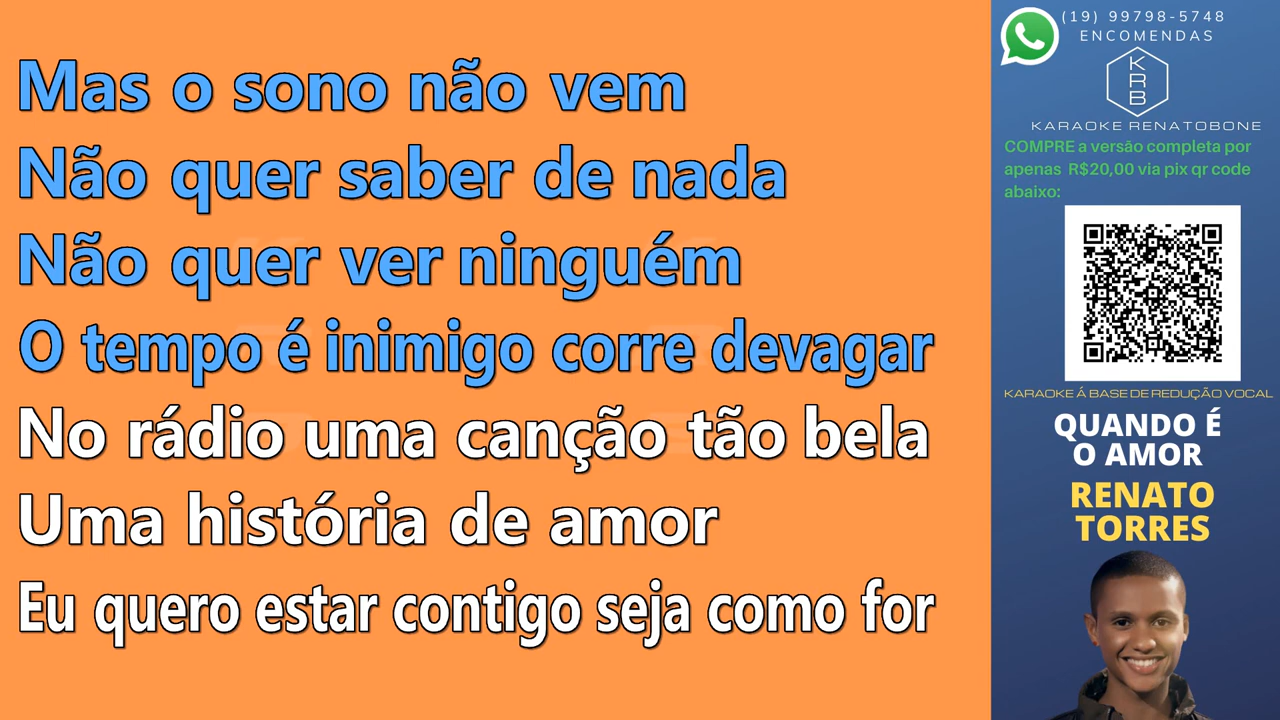 Mas o sono não vem
Não quer saber de nada
Não quer ver ninguém
O tempo é inimigo corre devagar
No rádio uma canção tão bela
Uma história de amor
Eu quero estar contigo seja como for
(19) 99798-5748
ENCOMENDAS
K
R
B
KARAOKE RENATOBONE
COMPRE a versão completa por
apenas R$20,00 via pix qr code
abaixo:
KARAOKE Á BASE DE REDUÇÃO VOCAL
QUANDO É
O AMOR
RENATO
TORRES